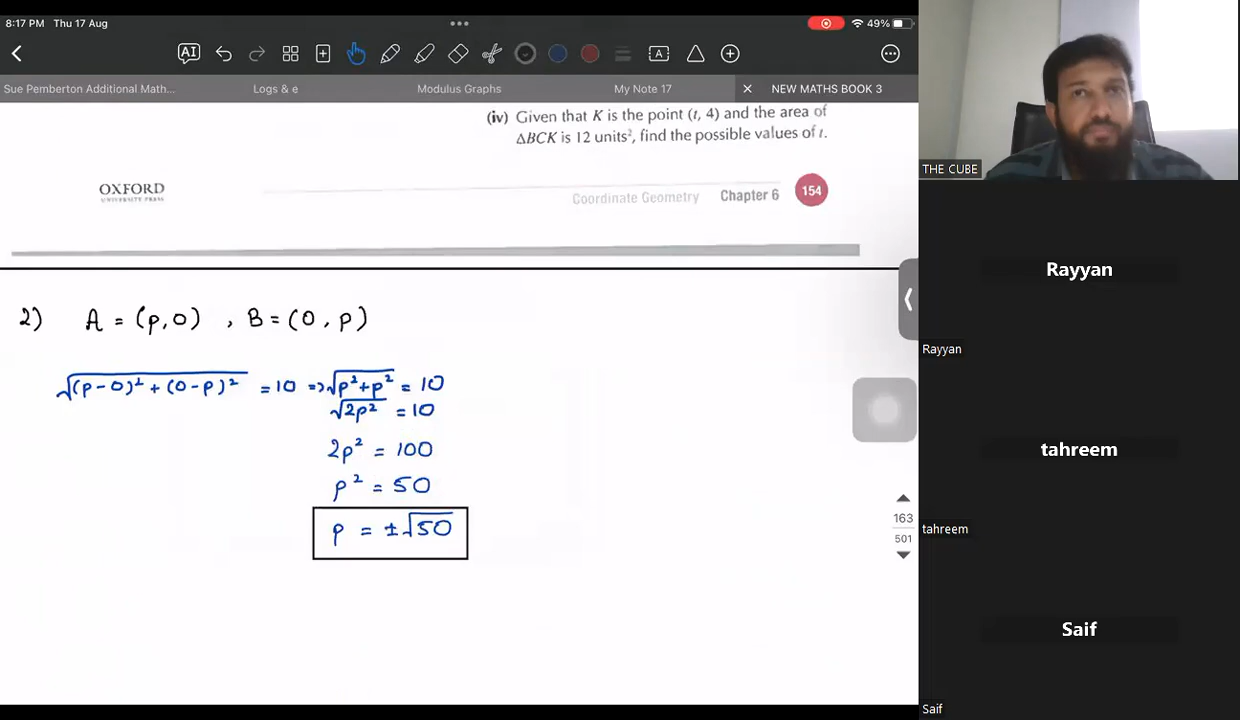 8:17 PM Thu 17 Aug
49%
AI
A
Sue Pemberton Additional Math...
Logs & e
Modulus Graphs
My Note 17
NEW MATHS BOOK 3
(iv) Given that K is the point (t, 4) and the area of
ΔBCK is 12 units², find the possible values of t.
OXFORD
UNIVERSITY PRESS
Coordinate Geometry Chapter 6 154
2) A = (p,0) , B = (0, p)
√((p-0)² + (0-p)²) = 10 => √(p²+p²) = 10
√(2p²) = 10
2p² = 100
p² = 50
p = ±√50
163
501
THE CUBE
Rayyan
Rayyan
tahreem
tahreem
Saif
Saif